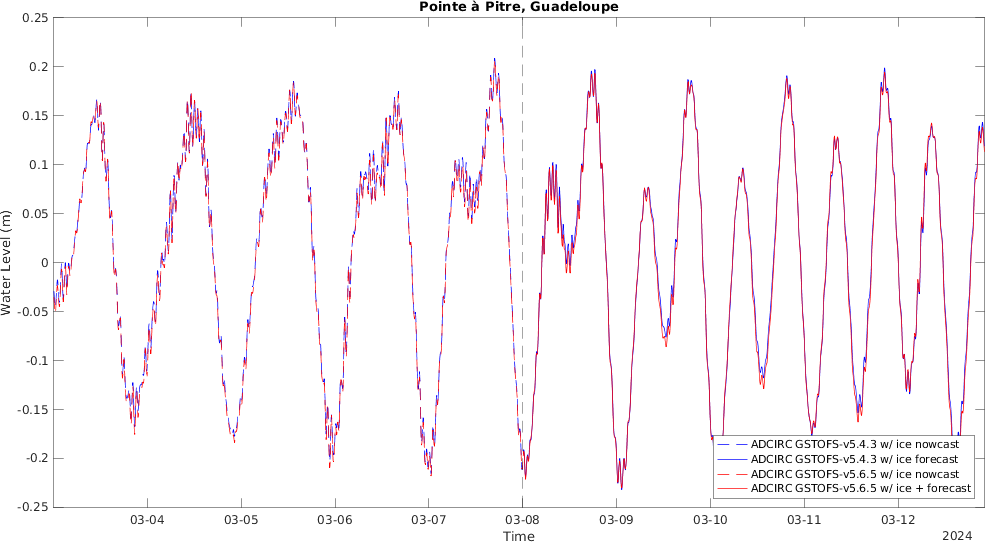 Pointe à Pitre, Guadeloupe
0.25
0.2
0.15
0.1
0.05
0
-0.05
-0.1
-0.15
-0.2
-0.25
Water Level (m)
ADCIRC GSTOFS-v5.4.3 w/ ice nowcast
ADCIRC GSTOFS-v5.4.3 w/ ice forecast
ADCIRC GSTOFS-v5.6.5 w/ ice nowcast
ADCIRC GSTOFS-v5.6.5 w/ ice + forecast
03-04 03-05 03-06 03-07 03-08 03-09 03-10 03-11 03-12
Time
2024